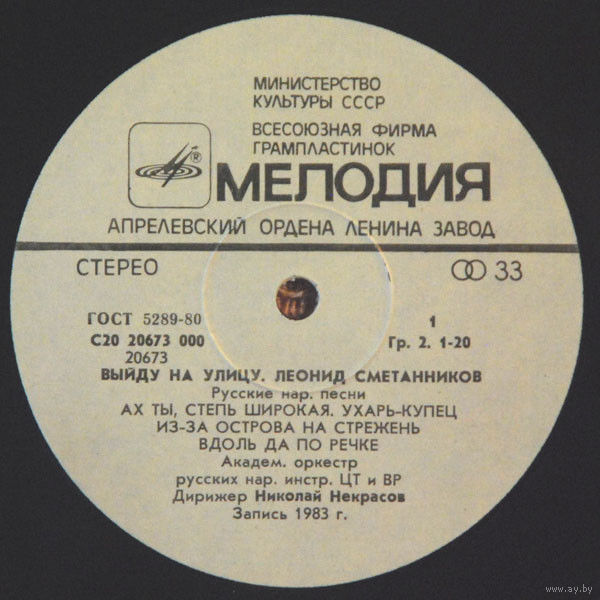 МИНИСТЕРСТВО
КУЛЬТУРЫ СССР
ВСЕСОЮЗНАЯ ФИРМА
ГРАМПЛАСТИНОК
®
МЕЛОДИЯ
АПРЕЛЕВСКИЙ ОРДЕНА ЛЕНИНА ЗАВОД
СТЕРЕО 33
ГОСТ 5289-80 1
С20 20673 000 Гр. 2. 1-20
20673
ВЫЙДУ НА УЛИЦУ. ЛЕОНИД СМЕТАННИКОВ
Русские нар. песни
АХ ТЫ, СТЕПЬ ШИРОКАЯ. УХАРЬ-КУПЕЦ
ИЗ-ЗА ОСТРОВА НА СТРЕЖЕНЬ
ВДОЛЬ ДА ПО РЕЧКЕ
Академ. оркестр
русских нар. инстр. ЦТ и ВР
Дирижер Николай Некрасов
Запись 1983 г.
www.ay.by